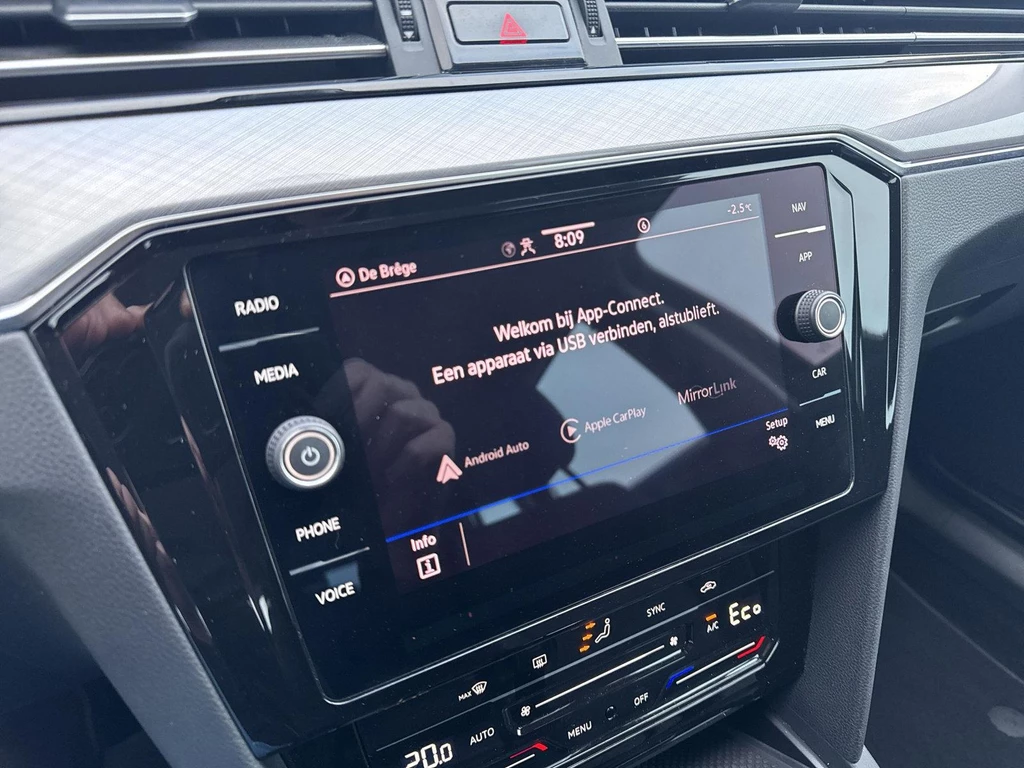 De Brêge
8:09
6
-2.5°C
NAV
APP
RADIO
MEDIA
Welkom bij App-Connect.
Een apparaat via USB verbinden, alstublieft.
CAR
MENU
Android Auto
Apple CarPlay
MirrorLink
Setup
PHONE
VOICE
Info
i
SYNC
A/C
Eco
MAX
AUTO
MENU
OFF
20.0